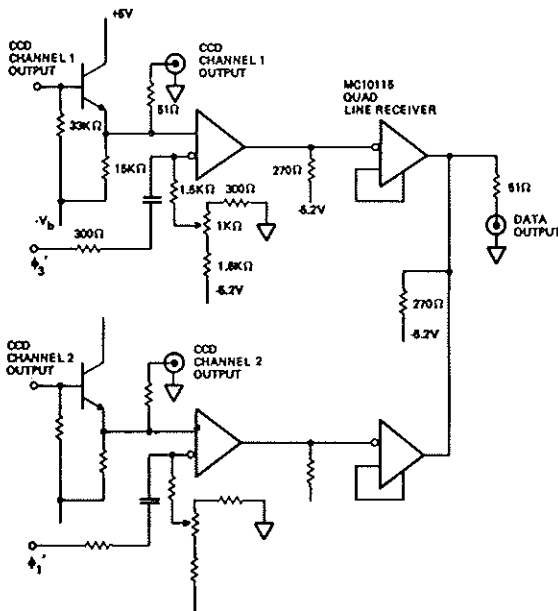 +5V
CCD
CHANNEL 1
OUTPUT
CCD
CHANNEL 1
OUTPUT
51Ω
33KΩ
15KΩ
-Vb
300Ω
ϕ3'
1.5KΩ
300Ω
1KΩ
1.8KΩ
-5.2V
270Ω
-5.2V
MC10115
QUAD
LINE RECEIVER
51Ω
DATA
OUTPUT
270Ω
-5.2V
CCD
CHANNEL 2
OUTPUT
CCD
CHANNEL 2
OUTPUT
ϕ1'